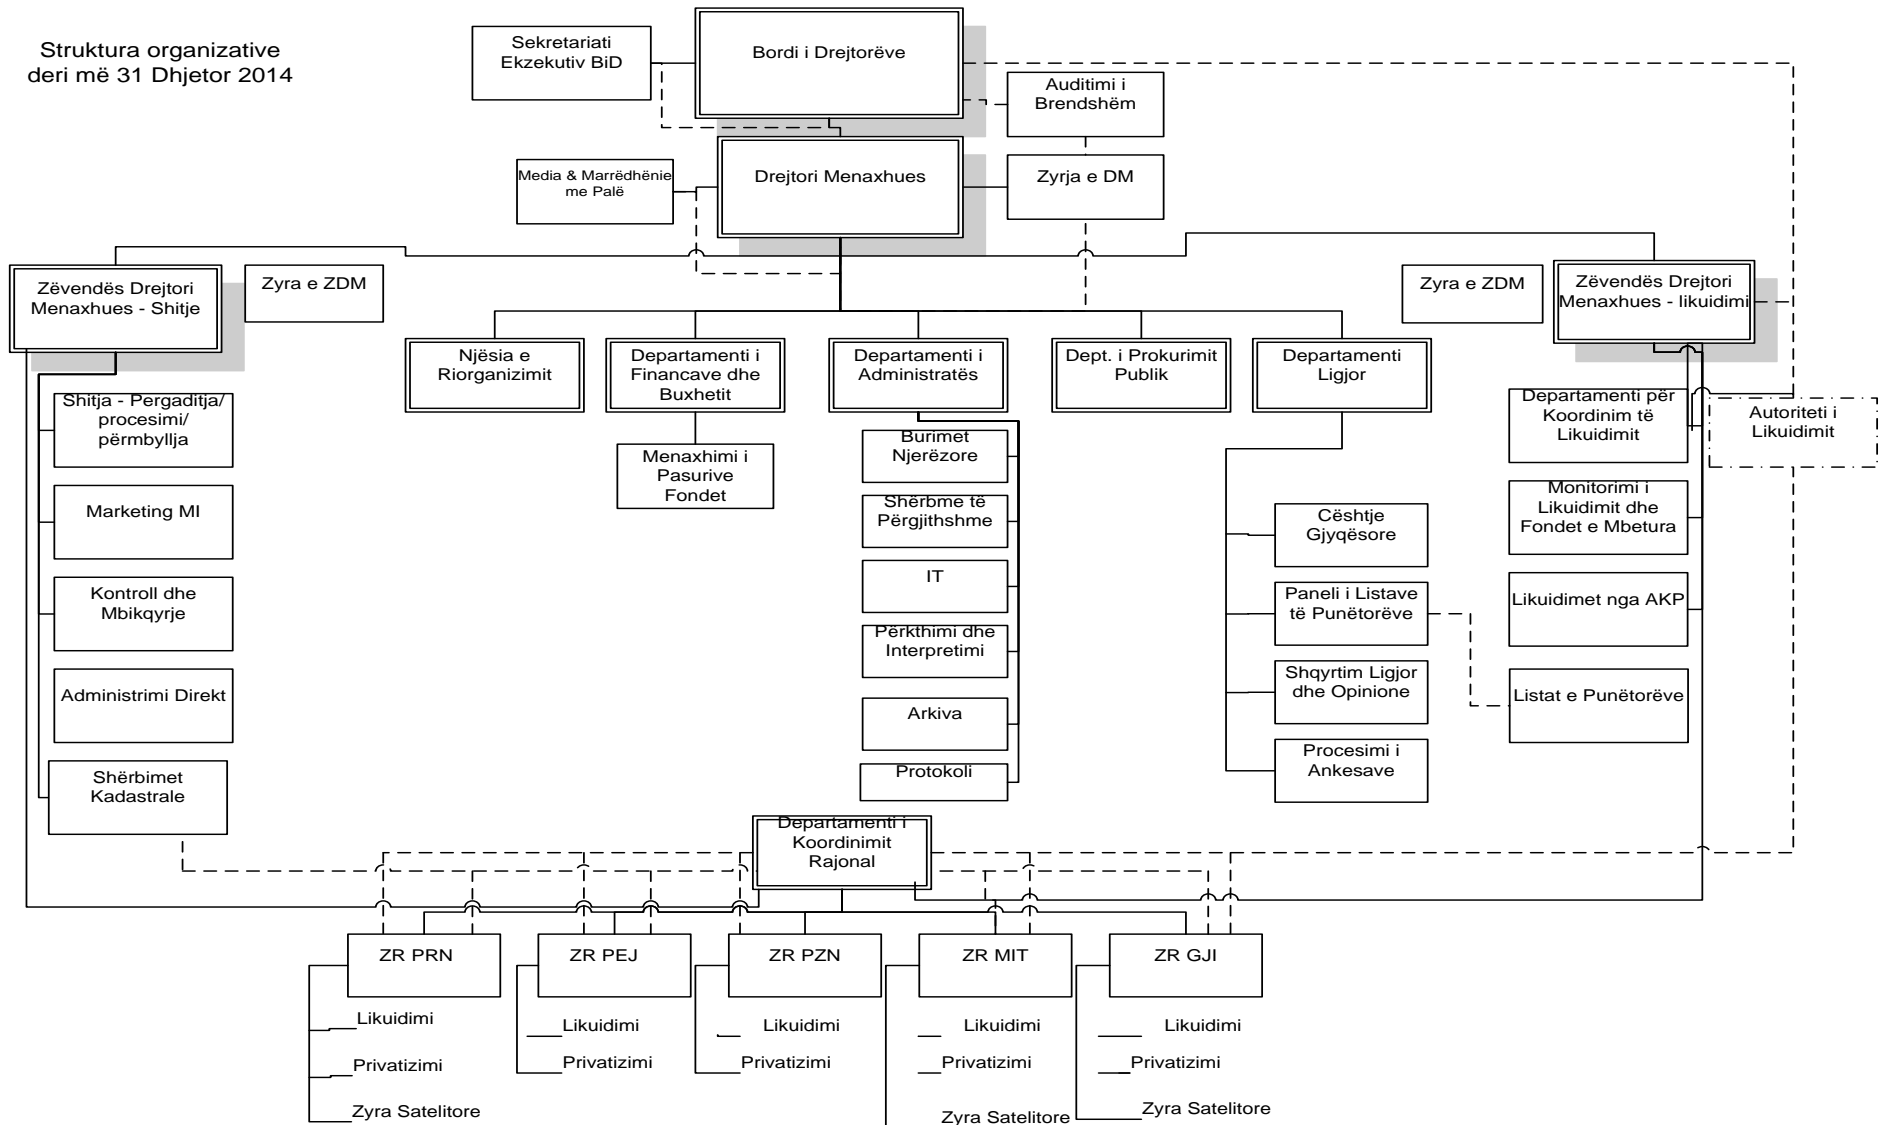 Struktura organizative
deri më 31 Dhjetor 2014
Sekretariati
Ekzekutiv BiD
Bordi i Drejtorëve
Auditimi i
Brendshëm
Media & Marrëdhënie
me Palë
Drejtori Menaxhues
Zyrja e DM
Zëvendës Drejtori
Menaxhues - Shitje
Zyra e ZDM
Zyra e ZDM
Zëvendës Drejtori
Menaxhues - likuidimi
Njësia e
Riorganizimit
Departamenti i
Financave dhe
Buxhetit
Departamenti i
Administratës
Dept. i Prokurimit
Publik
Departamenti
Ligjor
Shitja - Pergaditja/
procesimi/
përmbyllja
Marketing MI
Kontroll dhe
Mbikqyrje
Administrimi Direkt
Shërbimet
Kadastrale
Menaxhimi i
Pasurive
Fondet
Burimet
Njerëzore
Shërbme të
Përgjithshme
IT
Përkthimi dhe
Interpretimi
Arkiva
Protokoli
Cështje
Gjyqësore
Paneli i Listave
të Punëtorëve
Shqyrtim Ligjor
dhe Opinione
Procesimi i
Ankesave
Departamenti për
Koordinim të
Likuidimit
Autoriteti i
Likuidimit
Monitorimi i
Likuidimit dhe
Fondet e Mbetura
Likuidimet nga AKP
Listat e Punëtorëve
Departamenti i
Koordinimit
Rajonal
ZR PRN
ZR PEJ
ZR PZN
ZR MIT
ZR GJI
Likuidimi
Privatizimi
Zyra Satelitore
Likuidimi
Privatizimi
Likuidimi
Privatizimi
Likuidimi
Privatizimi
Zyra Satelitore
Likuidimi
Privatizimi
Zyra Satelitore